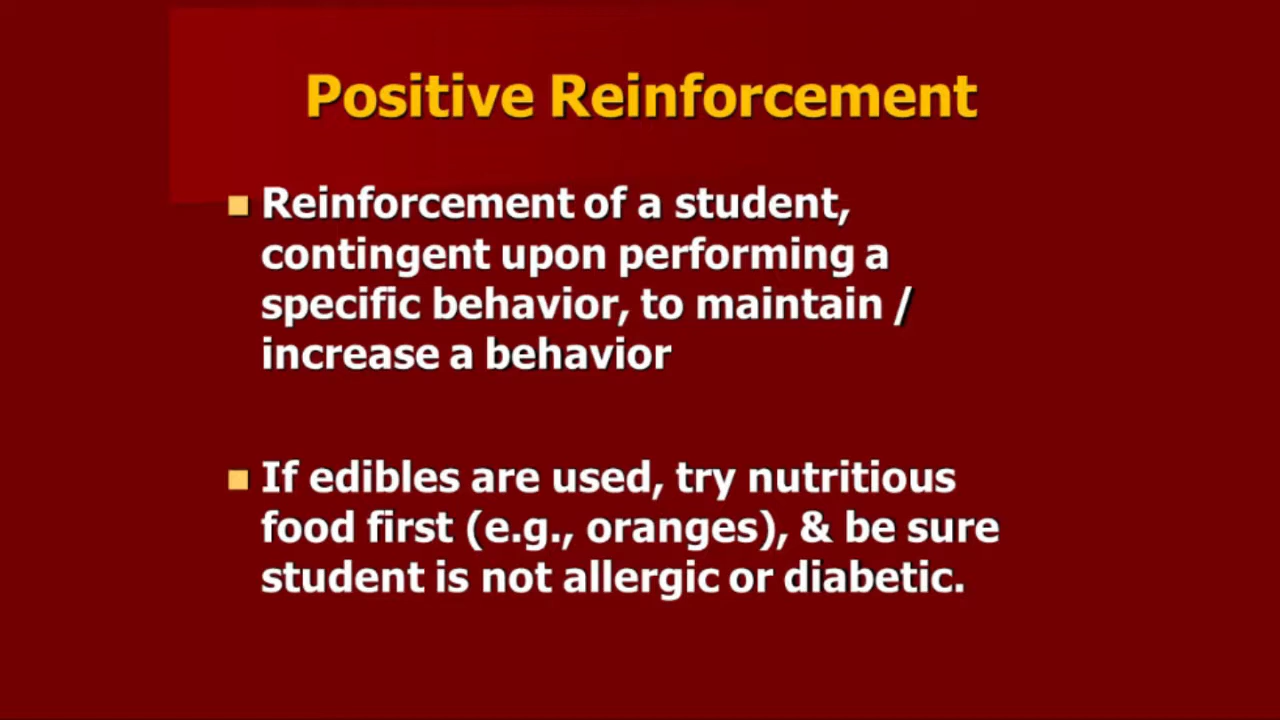 Positive Reinforcement
Reinforcement of a student,
contingent upon performing a
specific behavior, to maintain /
increase a behavior
If edibles are used, try nutritious
food first (e.g., oranges), & be sure
student is not allergic or diabetic.